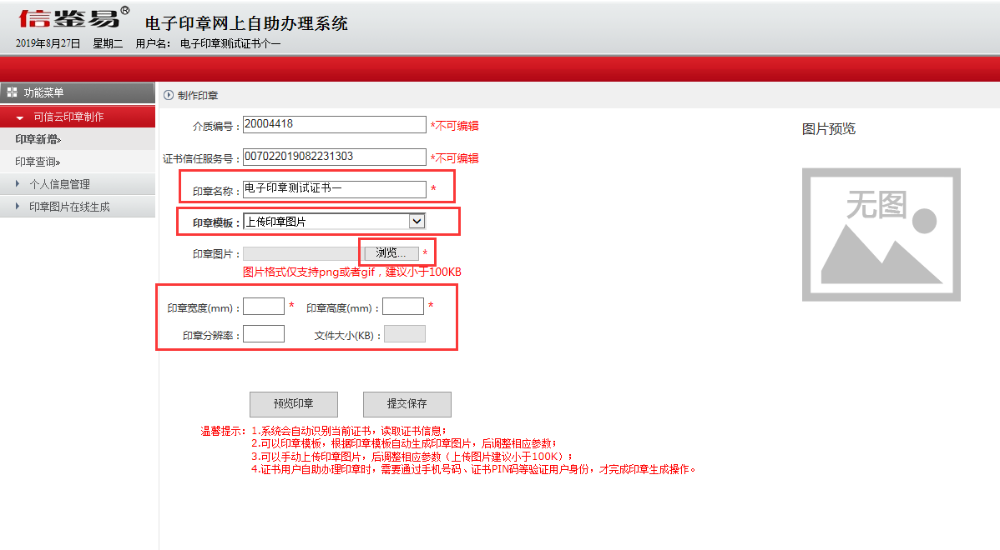 信鉴易® 电子印章网上自助办理系统
2019年8月27日 星期二 用户名： 电子印章测试证书个一
功能菜单
可信云印章制作
印章新增»
印章查询»
个人信息管理
印章图片在线生成
制作印章
介质编号： 20004418 *不可编辑
证书信任服务号： 007022019082231303 *不可编辑
印章名称： 电子印章测试证书一 *
印章模板： 上传印章图片
印章图片： 浏览... *
图片格式仅支持png或者gif，建议小于100KB
印章宽度(mm)： * 印章高度(mm)： *
印章分辨率： 文件大小(KB)：
预览印章 提交保存
温馨提示：1.系统会自动识别当前证书，读取证书信息；
2.可以印章模板，根据印章模板自动生成印章图片，后调整相应参数；
3.可以手动上传印章图片，后调整相应参数（上传图片建议小于100K）；
4.证书用户自助办理印章时，需要通过手机号码、证书PIN码等验证用户身份，才完成印章生成操作。
图片预览
无图